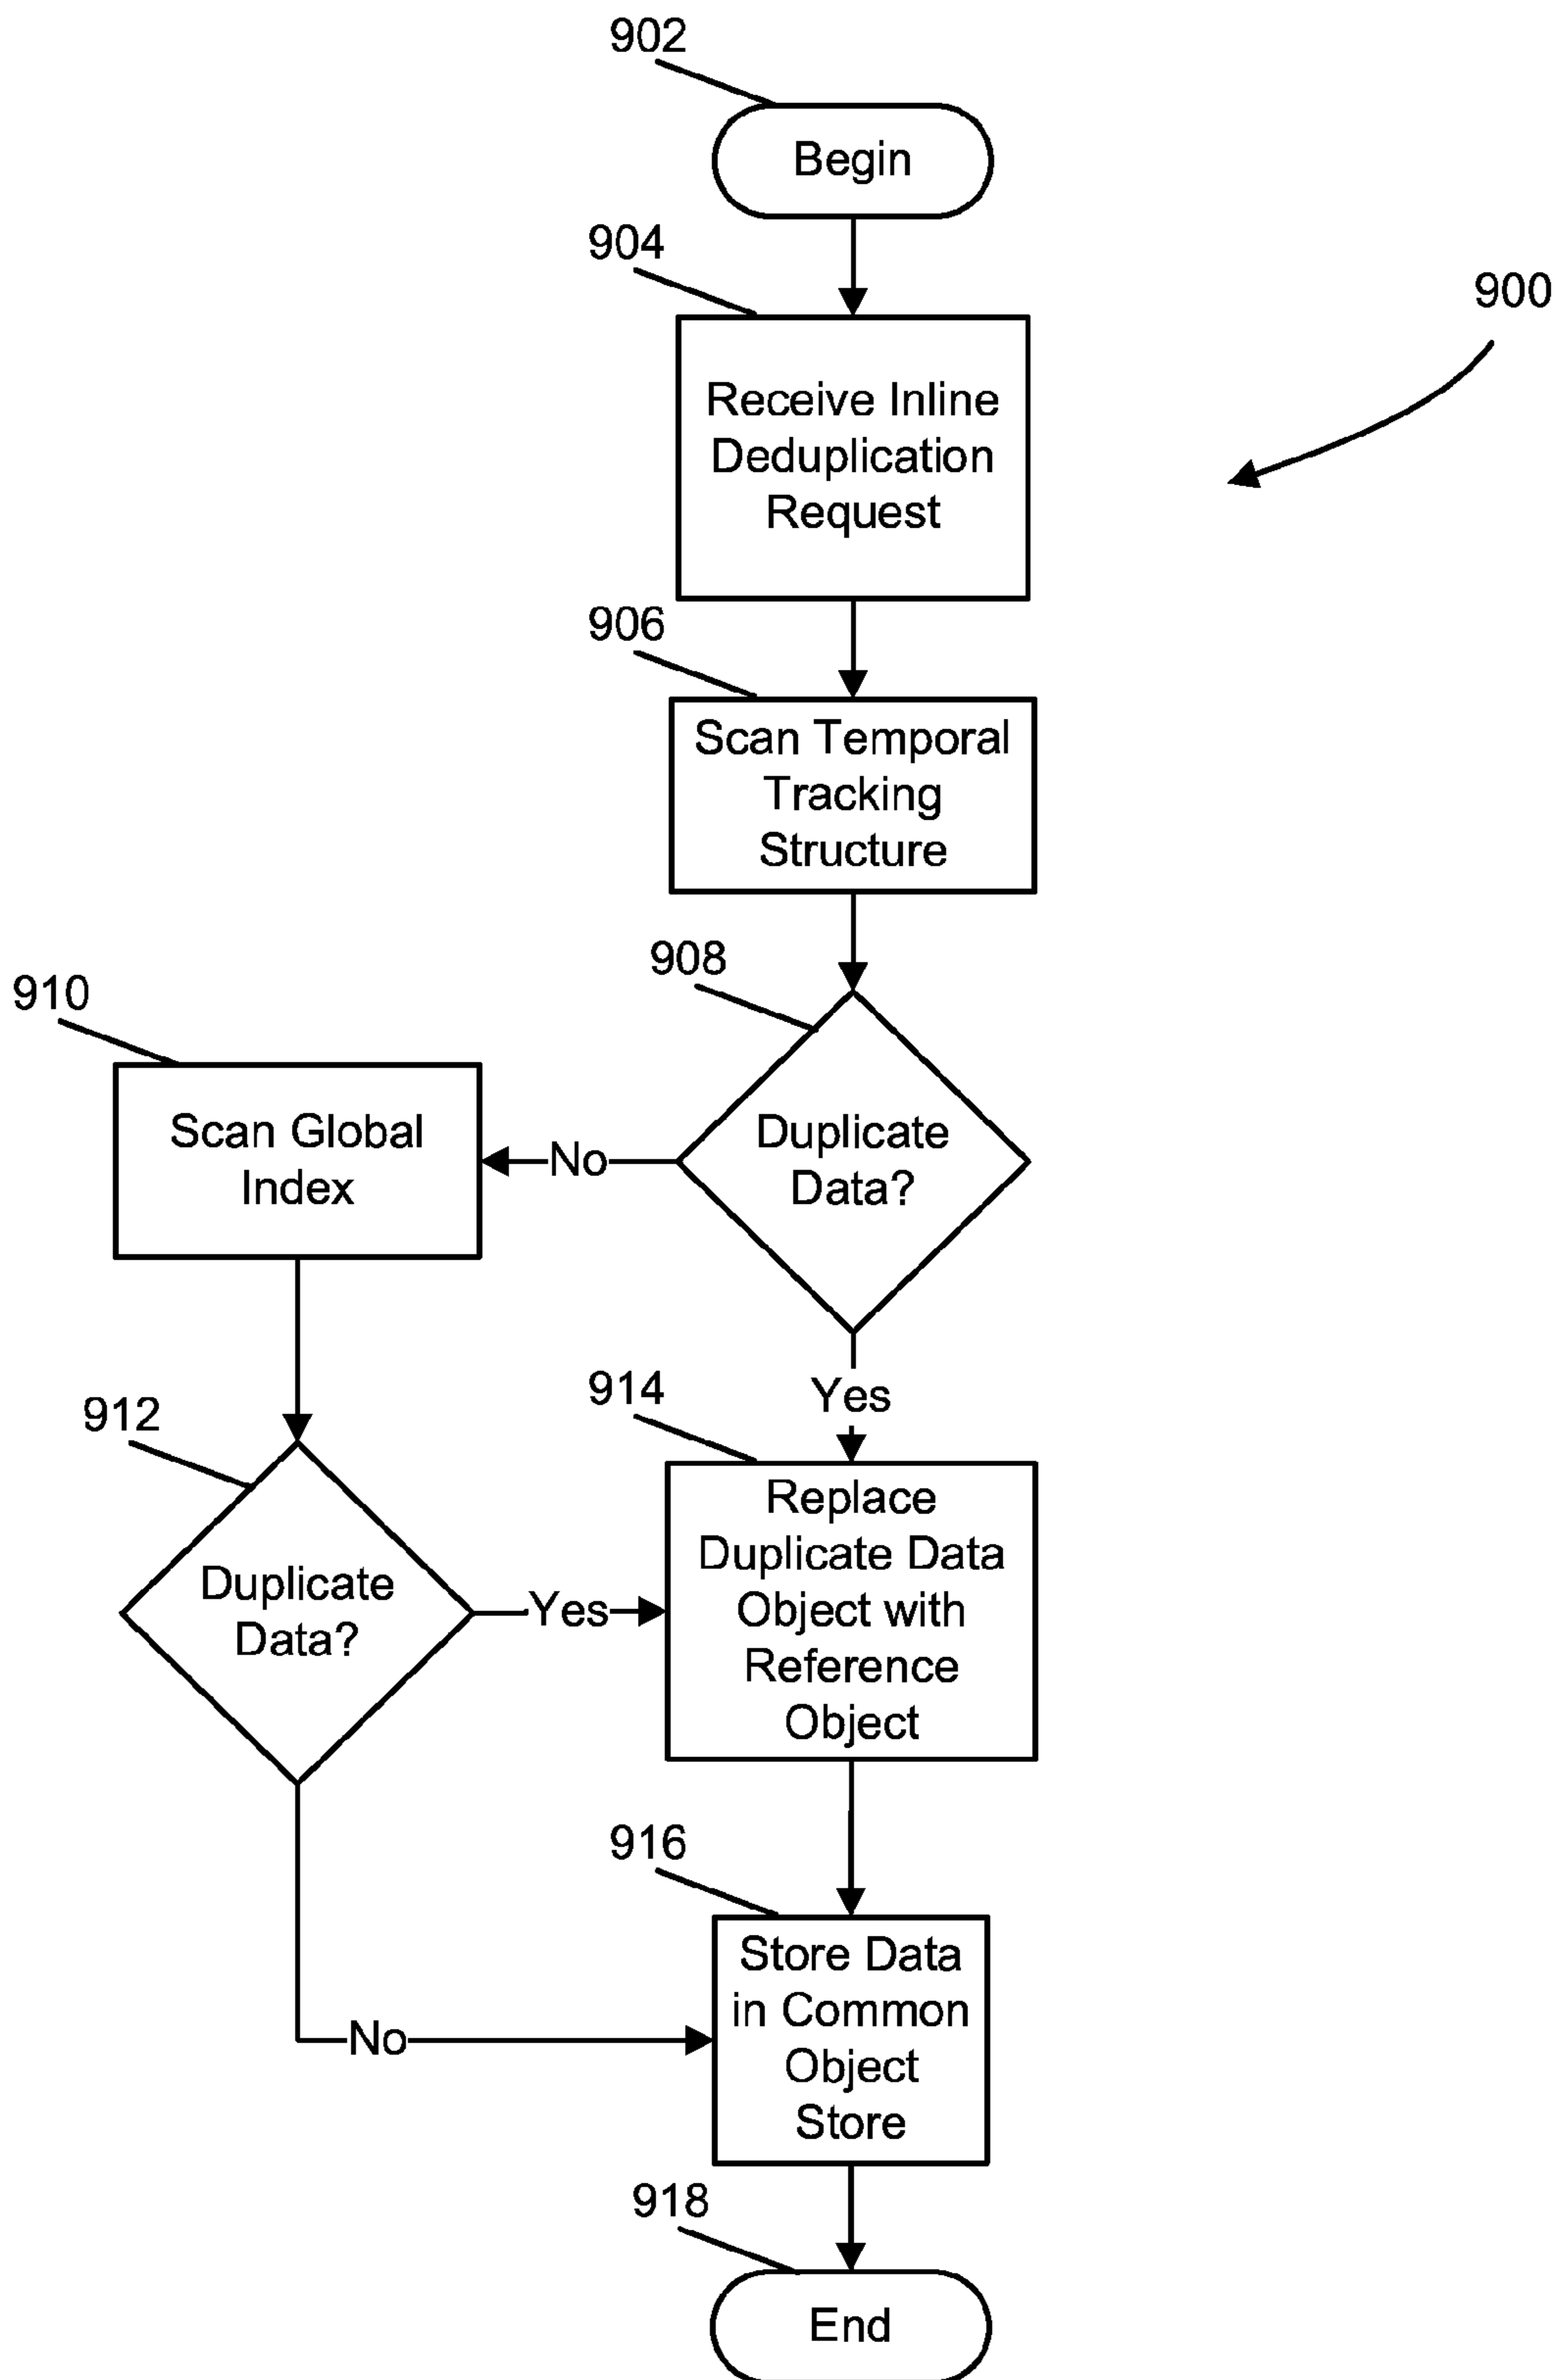 902
Begin
904
900
Receive Inline
Deduplication
Request
906
Scan Temporal
Tracking
Structure
908
910
Scan Global
Index
No
Duplicate
Data?
Yes
912
914
Duplicate
Data?
Yes
Replace
Duplicate Data
Object with
Reference
Object
916
Store Data
in Common
Object
Store
No
918
End